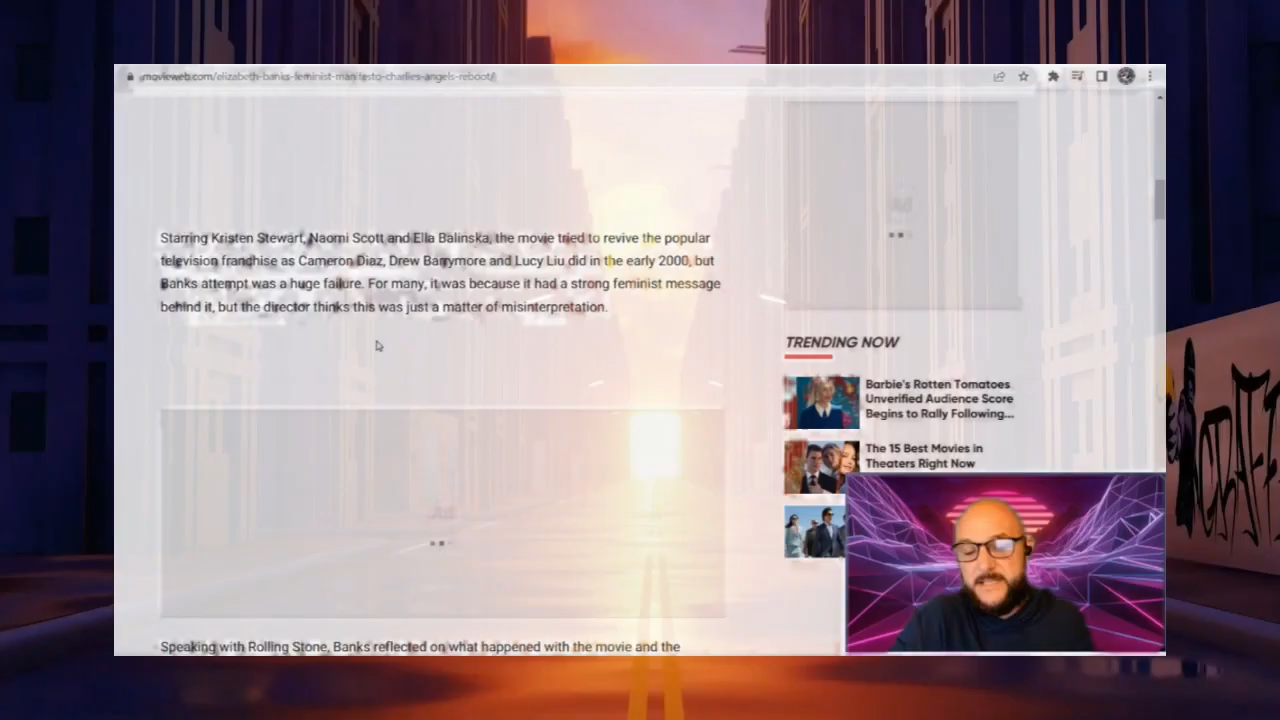 movieweb.com/elizabeth-banks-feminist-manifesto-charlies-angels-reboot/
Starring Kristen Stewart, Naomi Scott and Ella Balinska, the movie tried to revive the popular
television franchise as Cameron Diaz, Drew Barrymore and Lucy Liu did in the early 2000, but
Banks attempt was a huge failure. For many, it was because it had a strong feminist message
behind it, but the director thinks this was just a matter of misinterpretation.
Speaking with Rolling Stone, Banks reflected on what happened with the movie and the
TRENDING NOW
Barbie's Rotten Tomatoes
Unverified Audience Score
Begins to Rally Following...
The 15 Best Movies in
Theaters Right Now